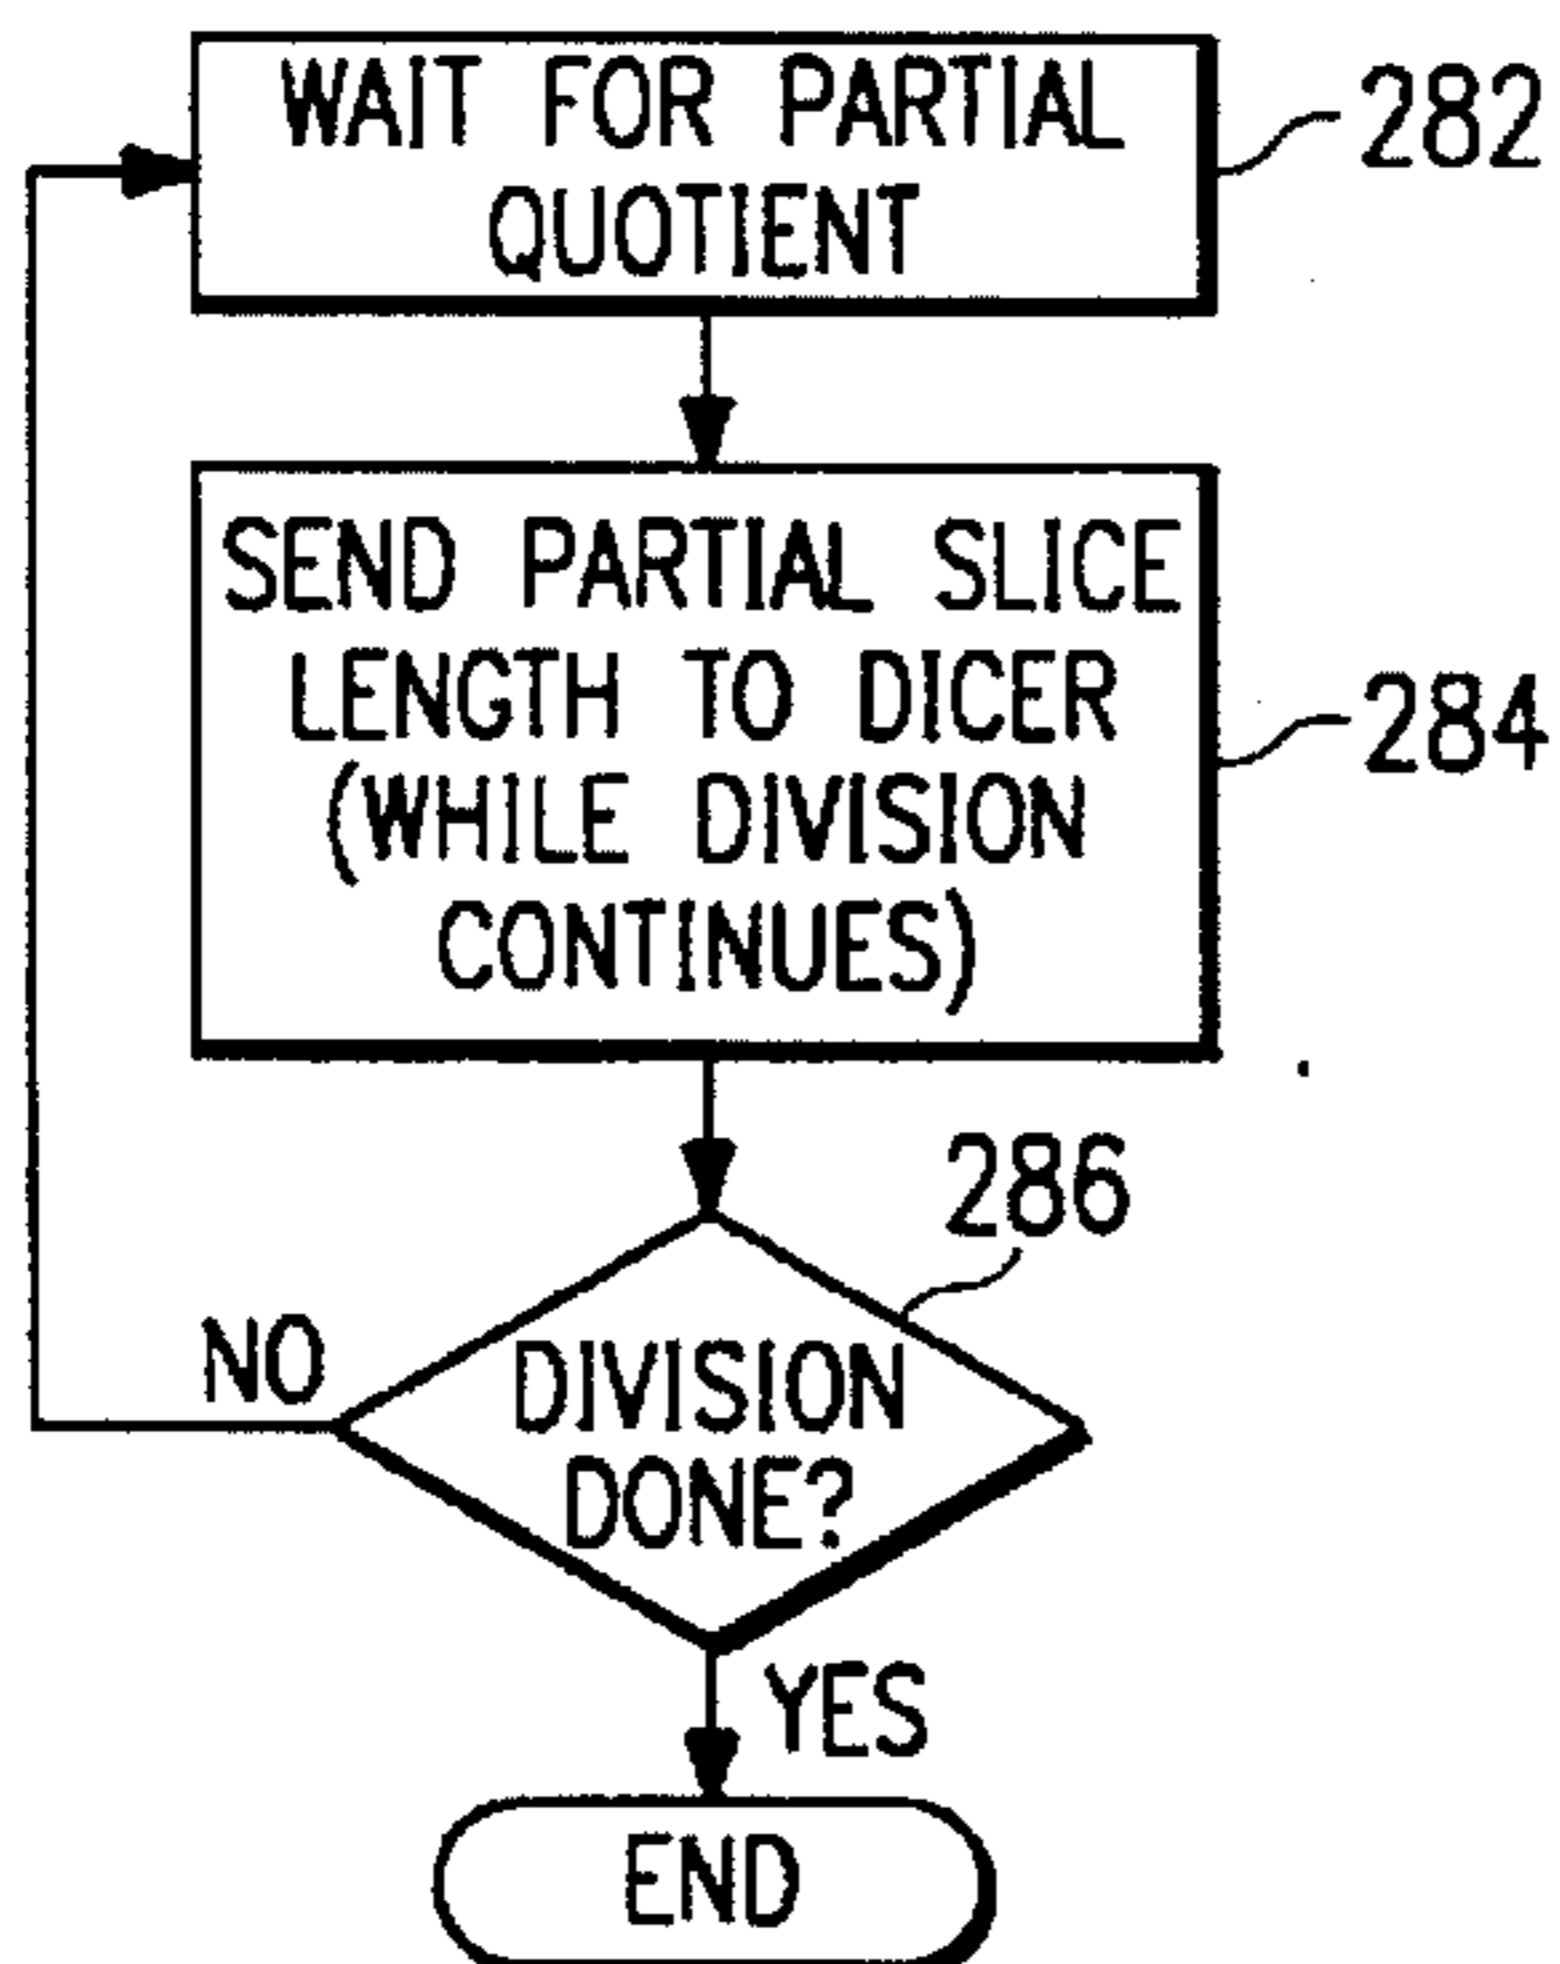 WAIT FOR PARTIAL
QUOTIENT
282
SEND PARTIAL SLICE
LENGTH TO DICER
(WHILE DIVISION
CONTINUES)
284
286
NO
DIVISION
DONE?
YES
END